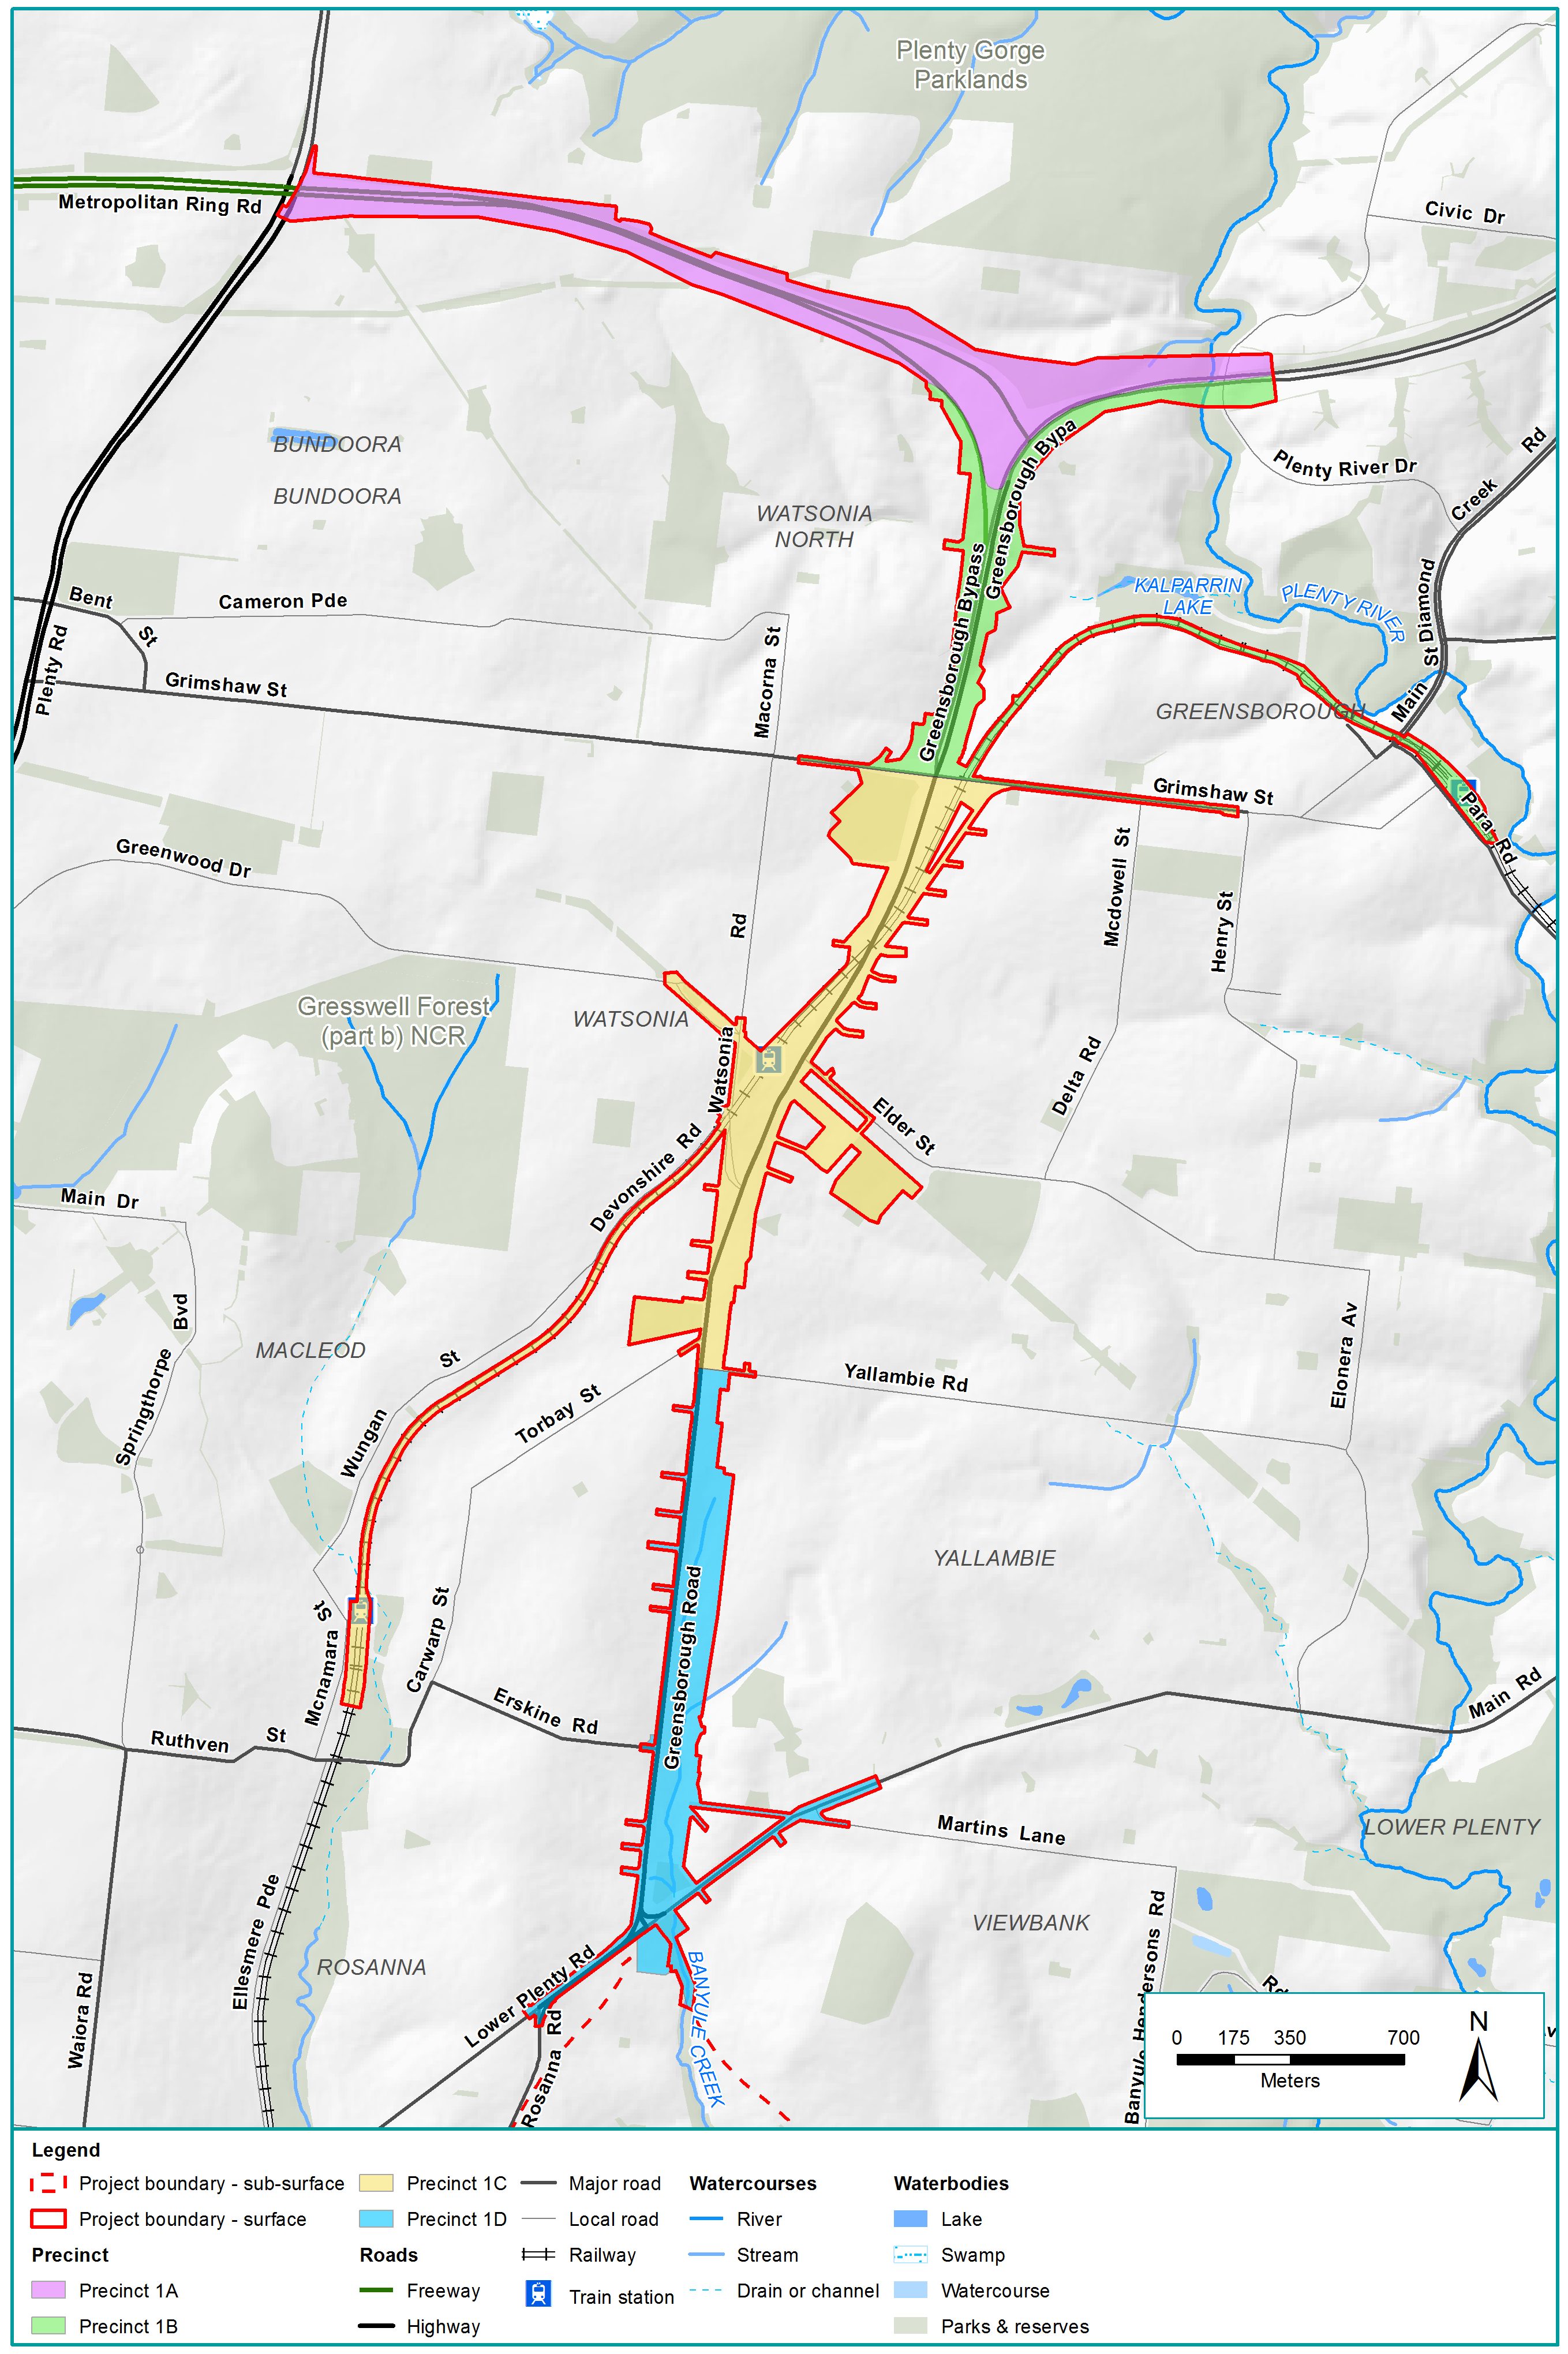 Plenty Gorge
Parklands
Metropolitan Ring Rd
Civic Dr
BUNDOORA
BUNDOORA
Greensborough Bypa
Plenty River Dr
Creek Rd
WATSONIA
NORTH
Greensborough Bypass
KALPARRIN
LAKE
PLENTY RIVER
St Diamond
Bent St
Cameron Pde
Plenty Rd
Grimshaw St
Macorna St
GREENSBOROUGH
Main
Grimshaw St
Para Rd
Greenwood Dr
Mcdowell St
Henry St
Rd
Gresswell Forest
(part b) NCR
WATSONIA
Watsonia
Delta Rd
Elder St
Devonshire Rd
Main Dr
Springthorpe Bvd
MACLEOD
Wungan St
Torbay St
Yallambie Rd
Elonera Av
YALLAMBIE
Greensborough Road
Mcnamara St
Carwarp St
Erskine Rd
Ruthven St
Main Rd
Martins Lane
LOWER PLENTY
VIEWBANK
Ellesmere Pde
ROSANNA
Waiora Rd
Lower Plenty Rd
Rosanna Rd
BANYULE CREEK
Banyule Hendersons Rd
Rd
0 175 350 700
Meters
N
Legend
Project boundary - sub-surface
Project boundary - surface
Precinct
Precinct 1A
Precinct 1B
Precinct 1C
Precinct 1D
Roads
Freeway
Highway
Major road
Local road
Railway
Train station
Watercourses
River
Stream
Drain or channel
Waterbodies
Lake
Swamp
Watercourse
Parks & reserves